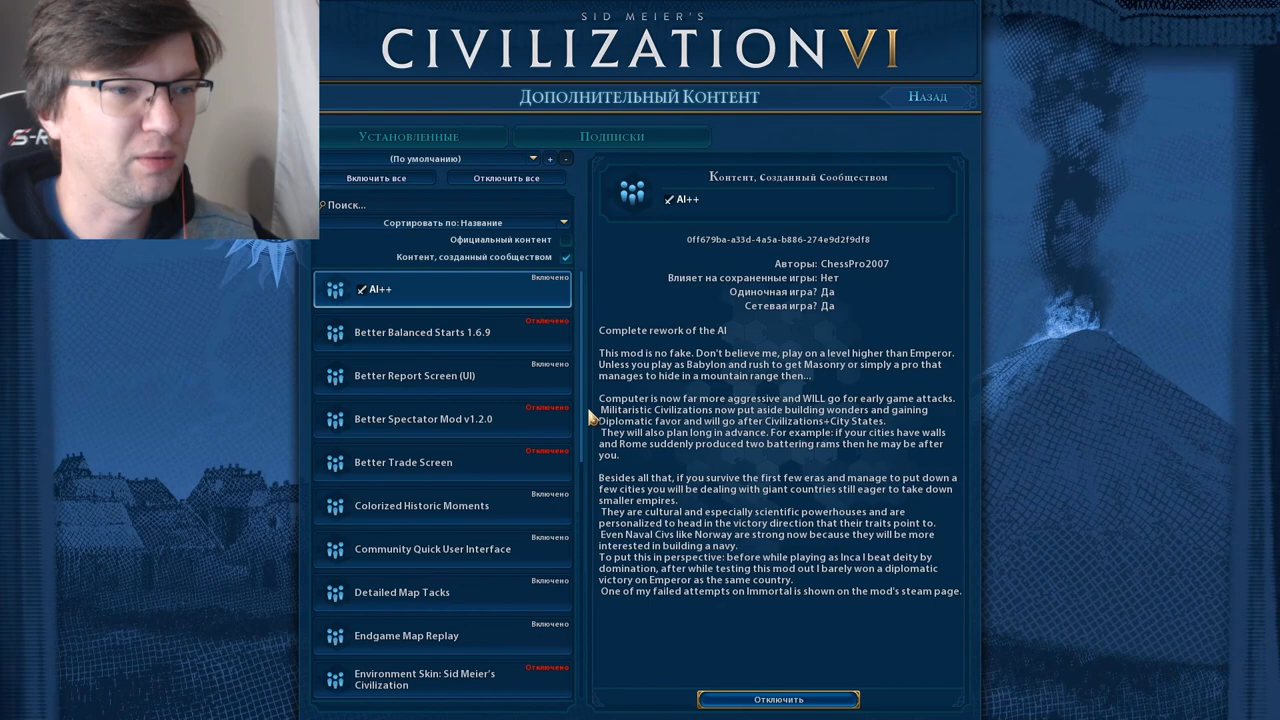 SID MEIER'S
CIVILIZATION VI
Дополнительный Контент
Назад
Установленные
Подписки
(По умолчанию)
+
-
Включить все
Отключить все
Поиск...
Сортировать по: Название
Официальный контент
Контент, созданный сообществом
Включено
AI++
Отключено
Better Balanced Starts 1.6.9
Включено
Better Report Screen (UI)
Отключено
Better Spectator Mod v1.2.0
Отключено
Better Trade Screen
Включено
Colorized Historic Moments
Включено
Community Quick User Interface
Включено
Detailed Map Tacks
Включено
Endgame Map Replay
Отключено
Environment Skin: Sid Meier's
Civilization
Контент, Созданный Сообществом
AI++
0ff679ba-a33d-4a5a-b886-274e9d2f9df8
Авторы: ChessPro2007
Влияет на сохраненные игры: Нет
Одиночная игра? Да
Сетевая игра? Да
Complete rework of the AI
This mod is no fake. Don't believe me, play on a level higher than Emperor.
Unless you play as Babylon and rush to get Masonry or simply a pro that
manages to hide in a mountain range then...
Computer is now far more aggressive and WILL go for early game attacks.
Militaristic Civilizations now put aside building wonders and gaining
Diplomatic favor and will go after Civilizations+City States.
They will also plan long in advance. For example: if your cities have walls
and Rome suddenly produced two battering rams then he may be after
you.
Besides all that, if you survive the first few eras and manage to put down a
few cities you will be dealing with giant countries still eager to take down
smaller empires.
They are cultural and especially scientific powerhouses and are
personalized to head in the victory direction that their traits point to.
Even Naval Civs like Norway are strong now because they will be more
interested in building a navy.
To put this in perspective: before while playing as Inca I beat deity by
domination, after while testing this mod out I barely won a diplomatic
victory on Emperor as the same country.
One of my failed attempts on Immortal is shown on the mod's steam page.
Отключить